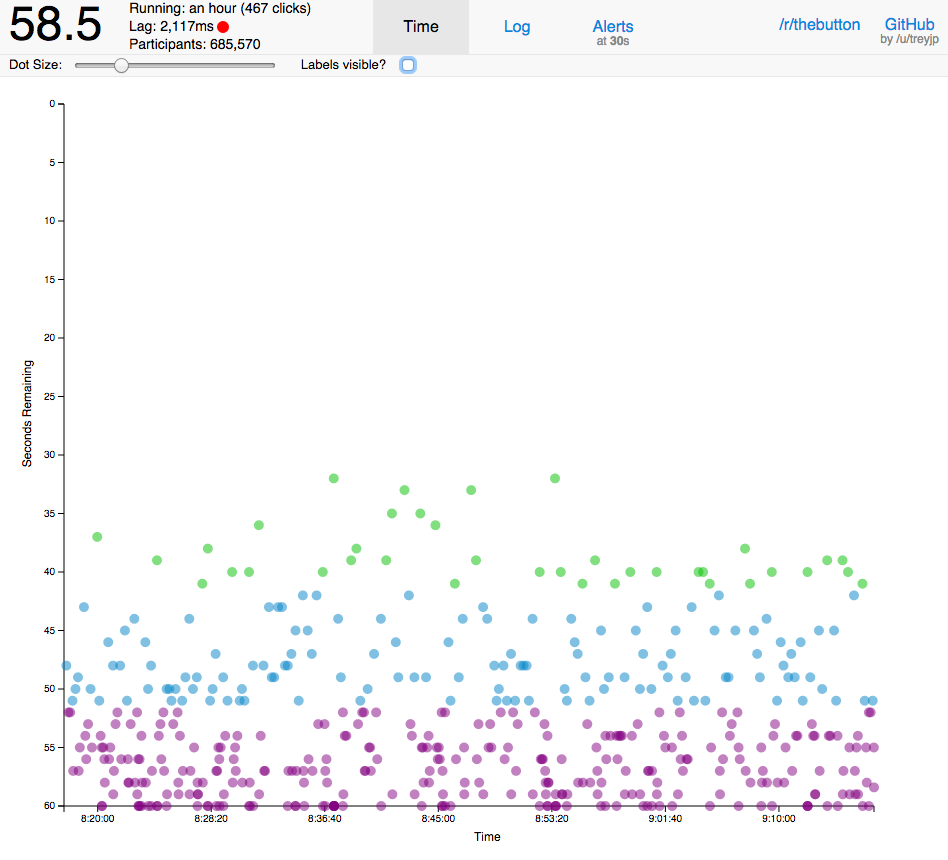 58.5
Running: an hour (467 clicks)
Lag: 2,117ms
Participants: 685,570
Time
Log
Alerts
at 30s
/r/thebutton
GitHub
by /u/treyjp
Dot Size:
Labels visible?
0
5
10
15
20
25
30
35
40
45
50
55
60
Seconds Remaining
8:20:00
8:28:20
8:36:40
8:45:00
8:53:20
9:01:40
9:10:00
Time